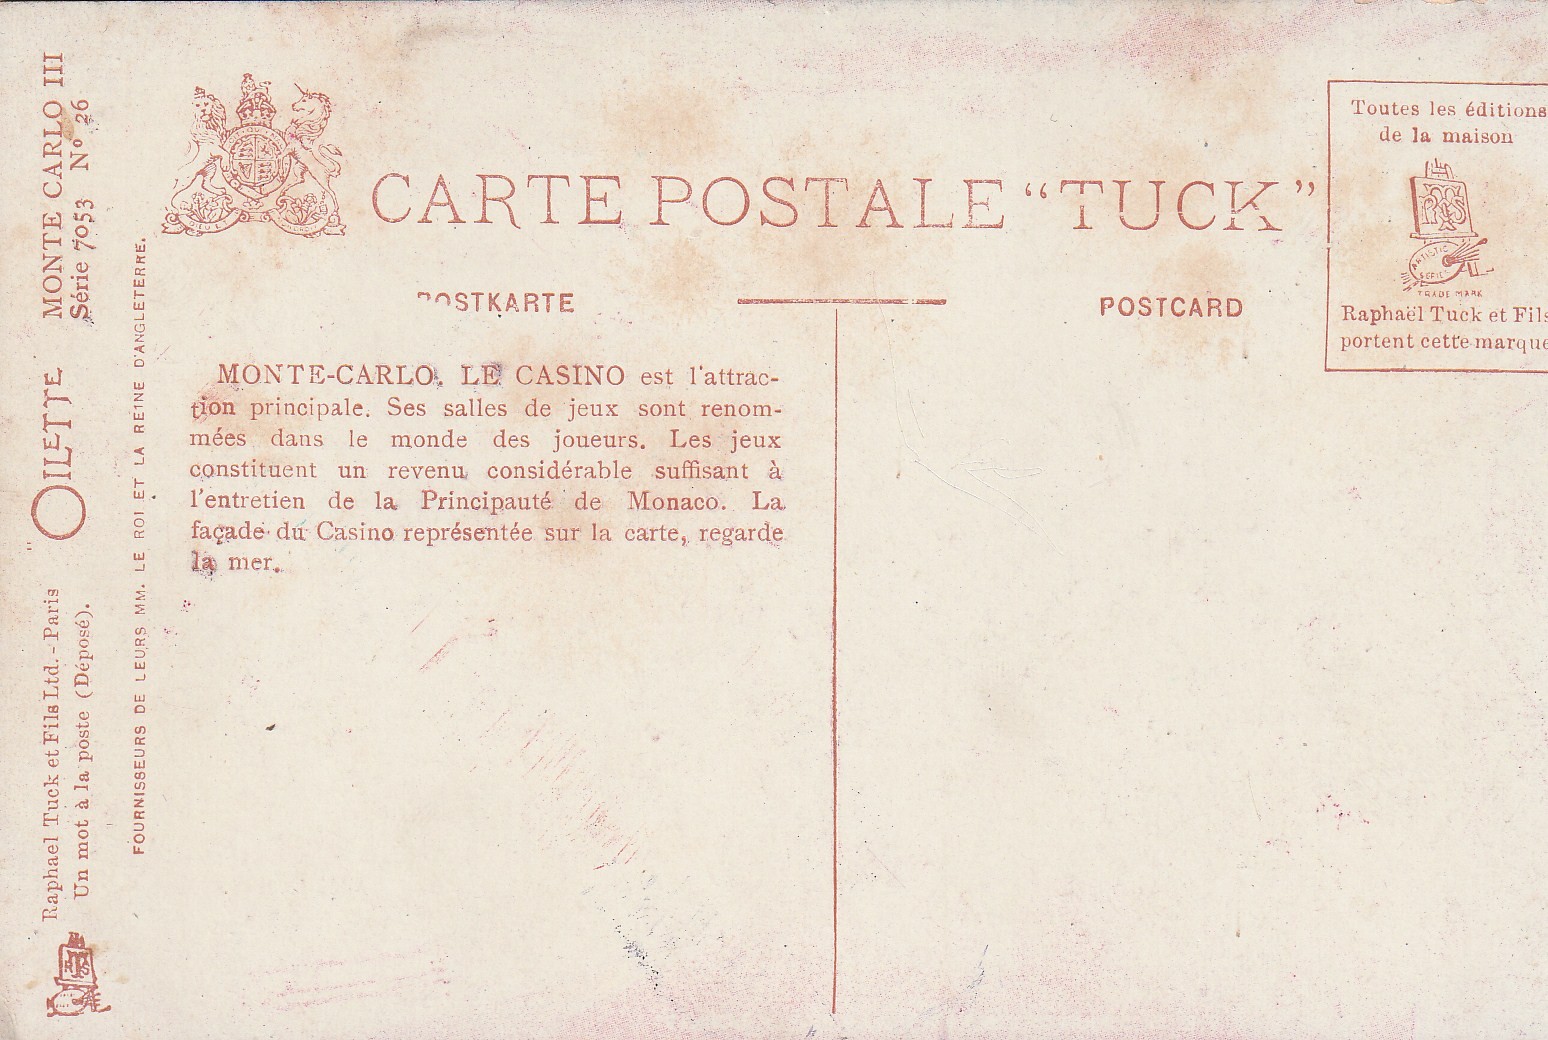 CARTE POSTALE “TUCK”
POSTKARTE
POSTCARD
Toutes les éditions
de la maison
ARTISTIC
SERIES
TRADE MARK
Raphaël Tuck et Fils
portent cette marque
MONTE-CARLO. LE CASINO est l'attrac-
tion principale. Ses salles de jeux sont renom-
mées dans le monde des joueurs. Les jeux
constituent un revenu considérable suffisant à
l'entretien de la Principauté de Monaco. La
façade du Casino représentée sur la carte, regarde
la mer.
Raphael Tuck et Fils Ltd. - Paris "OILETTE MONTE CARLO III
Un mot à la poste (Déposé). Série 7053 Nº 26
FOURNISSEURS DE LEURS MM. LE ROI ET LA REINE D'ANGLETERRE.